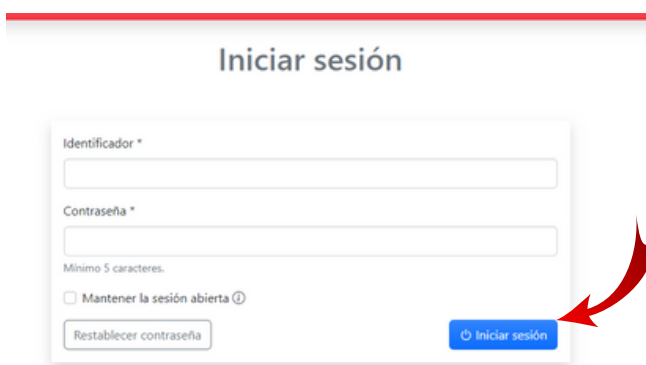 Iniciar sesión
Identificador *
Contraseña *
Mínimo 5 caracteres.
Mantener la sesión abierta
Restablecer contraseña
Iniciar sesión